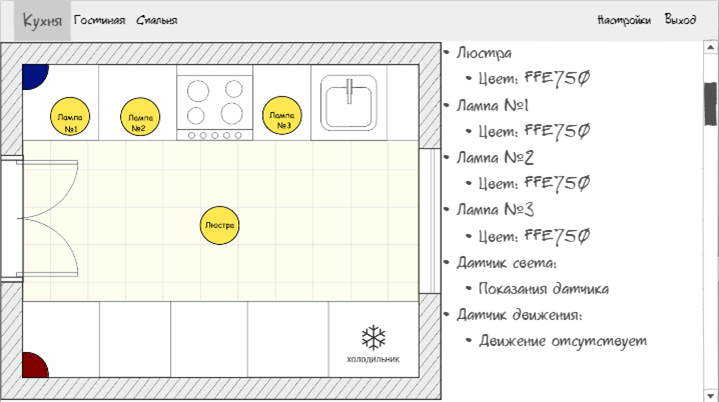 Кухня Гостиная Спальня Настройки Выход
Лампа №1
Лампа №2
Лампа №3
Люстра
холодильник
• Люстра
• Цвет: FFE750
• Лампа №1
• Цвет: FFE750
• Лампа №2
• Цвет: FFE750
• Лампа №3
• Цвет: FFE750
• Датчик света:
• Показания датчика
• Датчик движения:
• Движение отсутствует